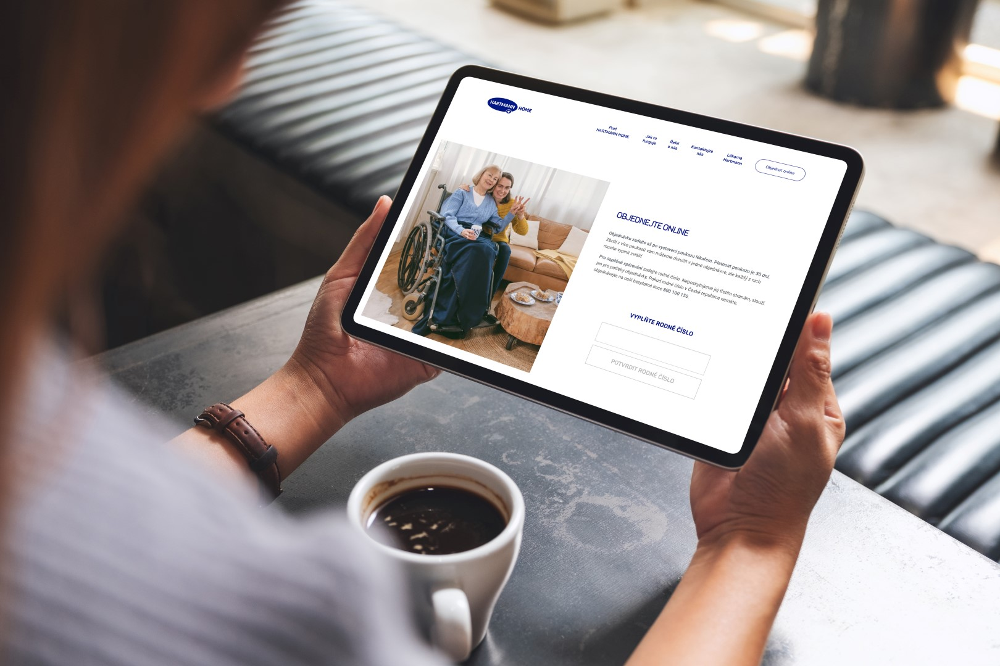 HARTMANN HOME
Proč
HARTMANN HOME
Jak to
funguje
Řekli
o nás
Kontaktujte
nás
Lékárna
Hartmann
Objednat online
OBJEDNEJTE ONLINE
Objednávku zadejte až po vystavení poukazu lékařem. Platnost poukazu je 30 dní.
Zboží z více poukazů vám můžeme doručit v jedné objednávce, ale každý z nich
musíte vyplnit zvlášť
Pro úspěšné spárování zadejte rodné číslo. Neposkytujeme jej třetím stranám, slouží
jen pro potřeby objednávky. Pokud rodné číslo v České republice nemáte,
objednávejte na naší bezplatné lince 800 100 150.
VYPLŇTE RODNÉ ČÍSLO
POTVRDIT RODNÉ ČÍSLO